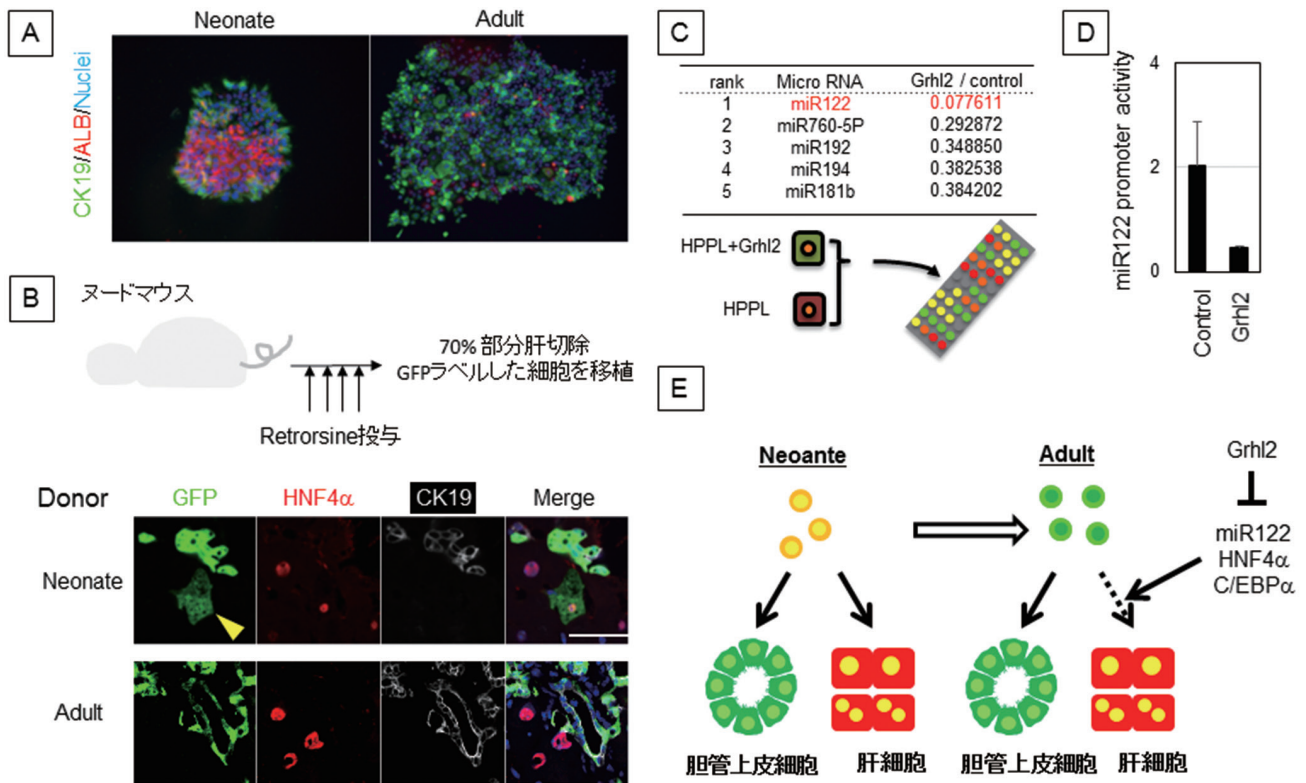 A
Neonate
Adult
CK19/ALB/Nuclei
B
ヌードマウス
70% 部分肝切除
GFPラベルした細胞を移植
Retrorsine投与
Donor
GFP
HNF4α
CK19
Merge
Neonate
Adult
C
rank Micro RNA Grhl2 / control
1 miR122 0.077611
2 miR760-5P 0.292872
3 miR192 0.348850
4 miR194 0.382538
5 miR181b 0.384202
HPPL+Grhl2
HPPL
D
miR122 promoter activity
4
2
0
Control
Grhl2
E
Neoante
Adult
Grhl2
miR122
HNF4α
C/EBPα
胆管上皮細胞
肝細胞
胆管上皮細胞
肝細胞